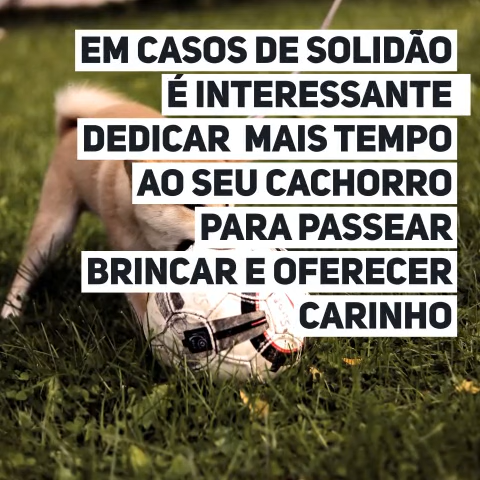 EM CASOS DE SOLIDÃO
É INTERESSANTE
DEDICAR  MAIS TEMPO
AO SEU CACHORRO
PARA PASSEAR
BRINCAR E OFERECER
CARINHO